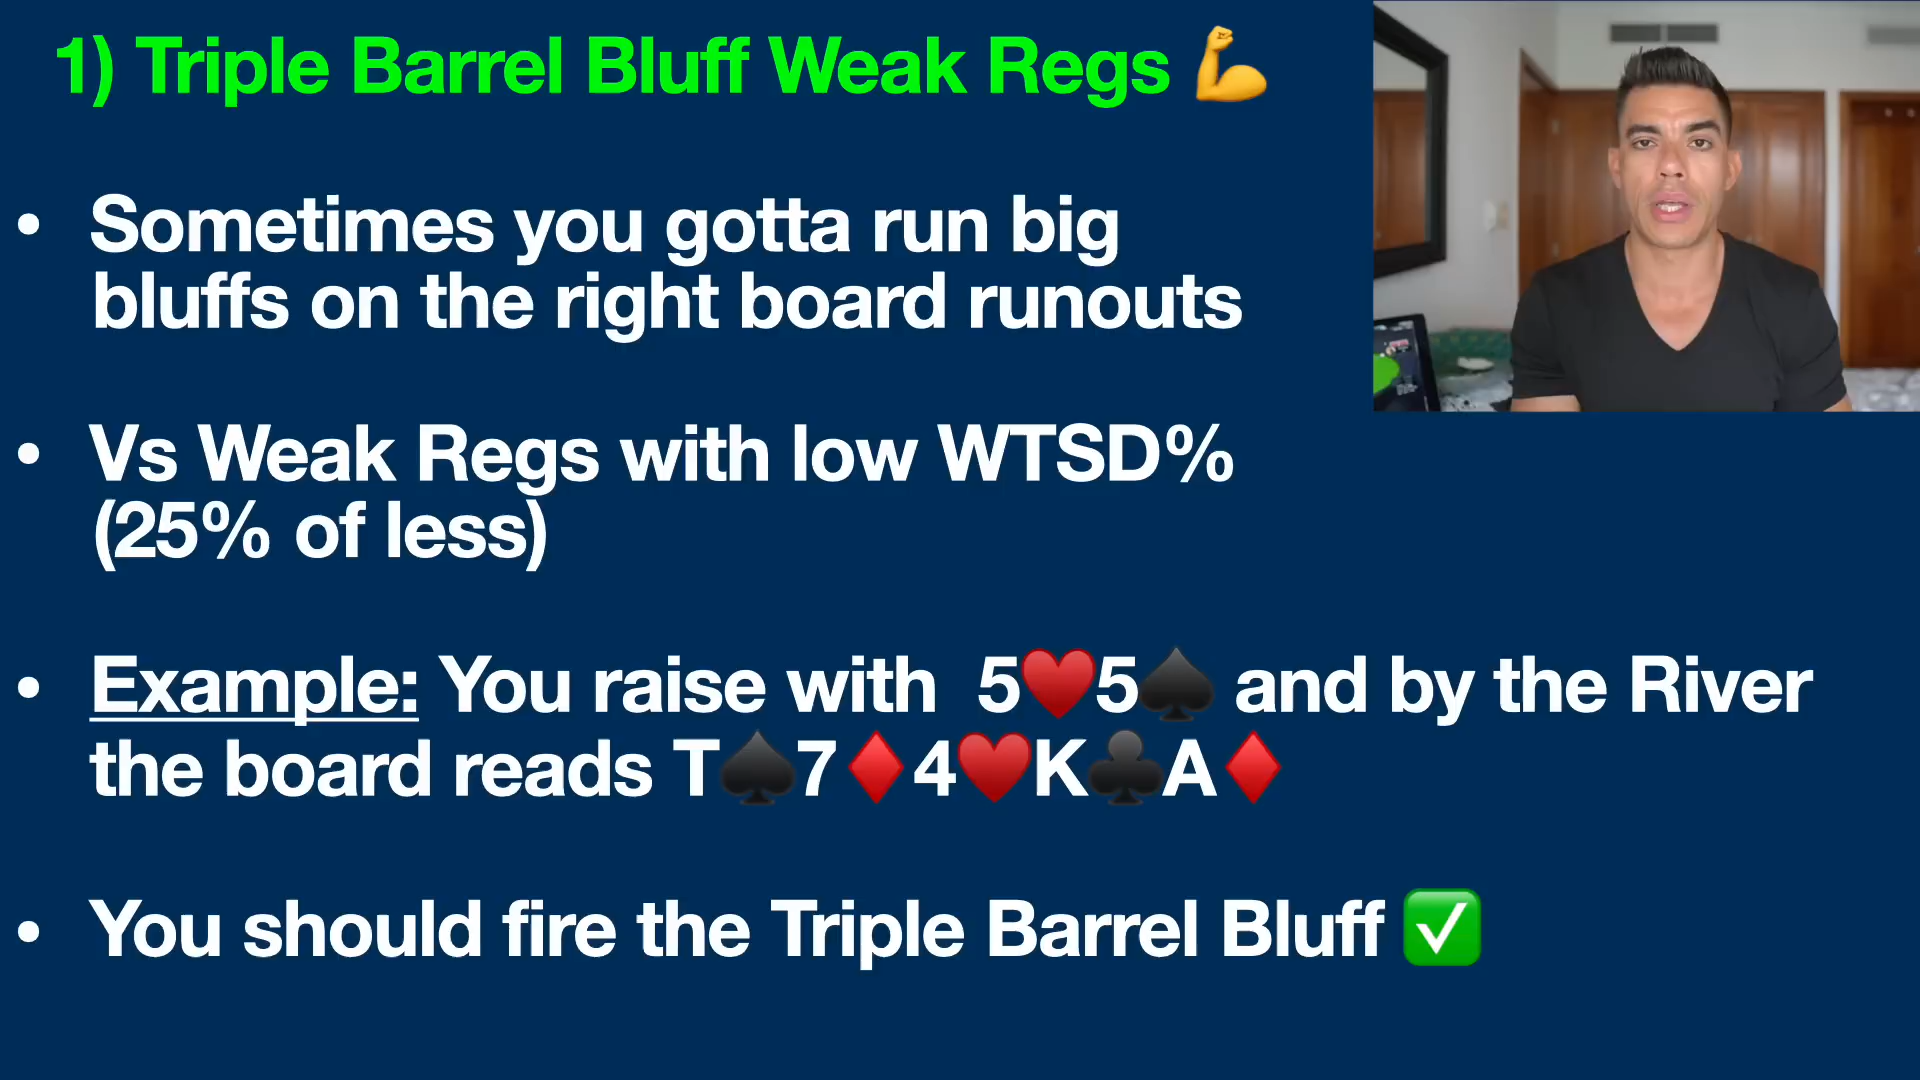 1) Triple Barrel Bluff Weak Regs 💪
• Sometimes you gotta run big
bluffs on the right board runouts
• Vs Weak Regs with low WTSD%
(25% of less)
• Example: You raise with 5♥️5♠️ and by the River
the board reads T♠️7♦️4♥️K♣️A♦️
• You should fire the Triple Barrel Bluff ✅